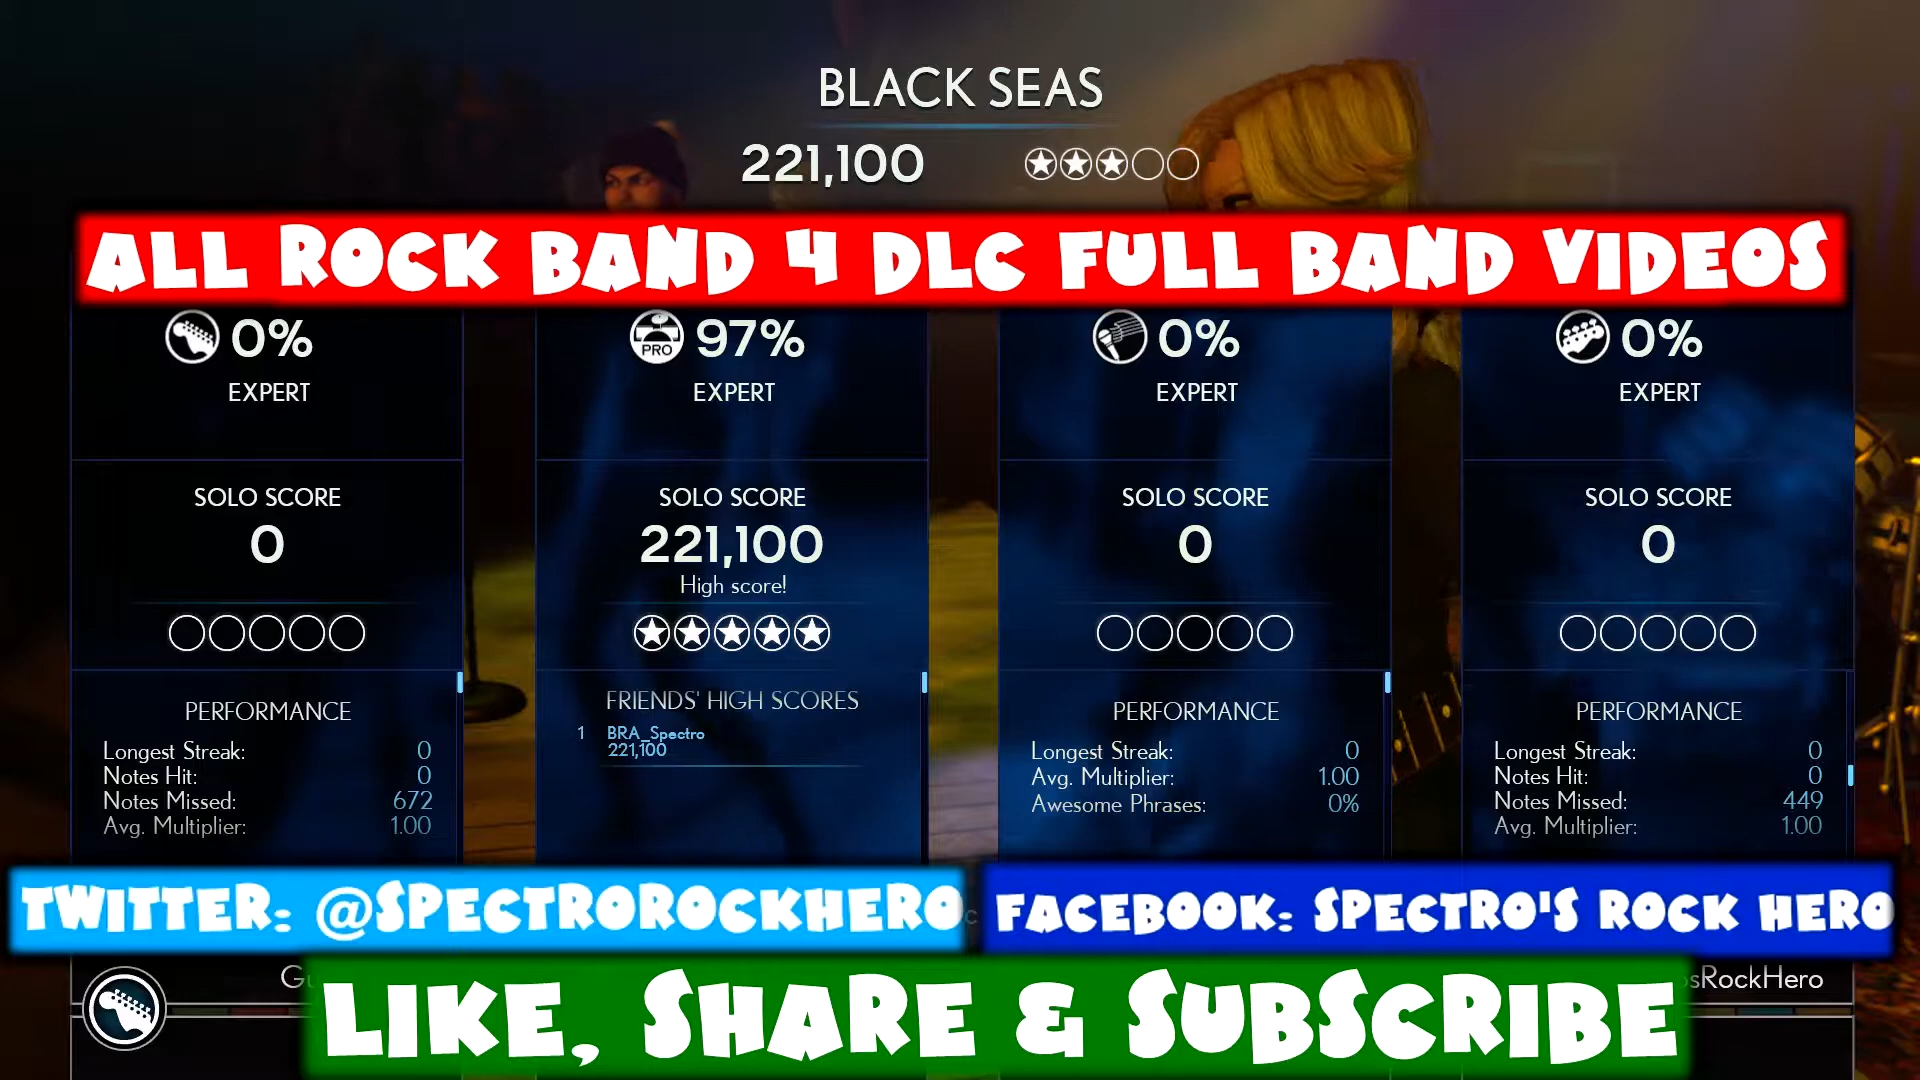 BLACK SEAS
221,100
ALL ROCK BAND 4 DLC FULL BAND VIDEOS
0%
EXPERT
SOLO SCORE
0
PERFORMANCE
Longest Streak: 0
Notes Hit: 0
Notes Missed: 672
Avg. Multiplier: 1.00
PRO
97%
EXPERT
SOLO SCORE
221,100
High score!
FRIENDS' HIGH SCORES
1 BRA_Spectro
221,100
0%
EXPERT
SOLO SCORE
0
PERFORMANCE
Longest Streak: 0
Avg. Multiplier: 1.00
Awesome Phrases: 0%
0%
EXPERT
SOLO SCORE
0
PERFORMANCE
Longest Streak: 0
Notes Hit: 0
Notes Missed: 449
Avg. Multiplier: 1.00
TWITTER: @SPECTROROCKHERO
FACEBOOK: SPECTRO'S ROCK HERO
LIKE, SHARE & SUBSCRIBE